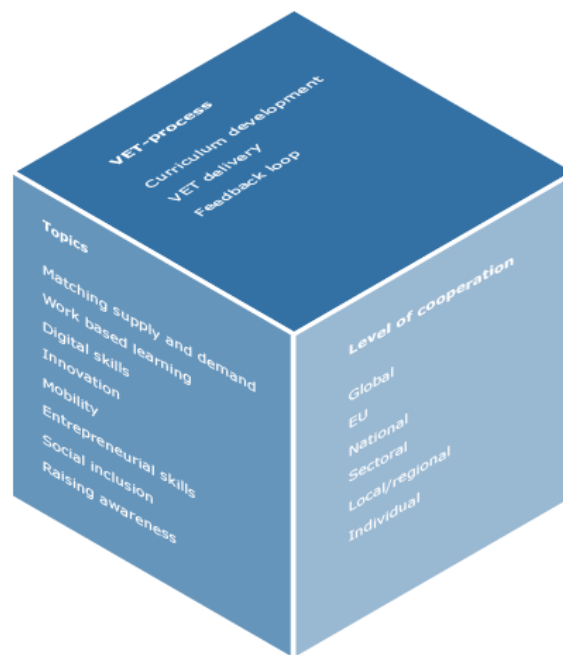 VET-process
Curriculum development
VET delivery
Feedback loop
Topics
Matching supply and demand
Work based learning
Digital skills
Innovation
Mobility
Entrepreneurial skills
Social inclusion
Raising awareness
Level of cooperation
Global
EU
National
Sectoral
Local/regional
Individual